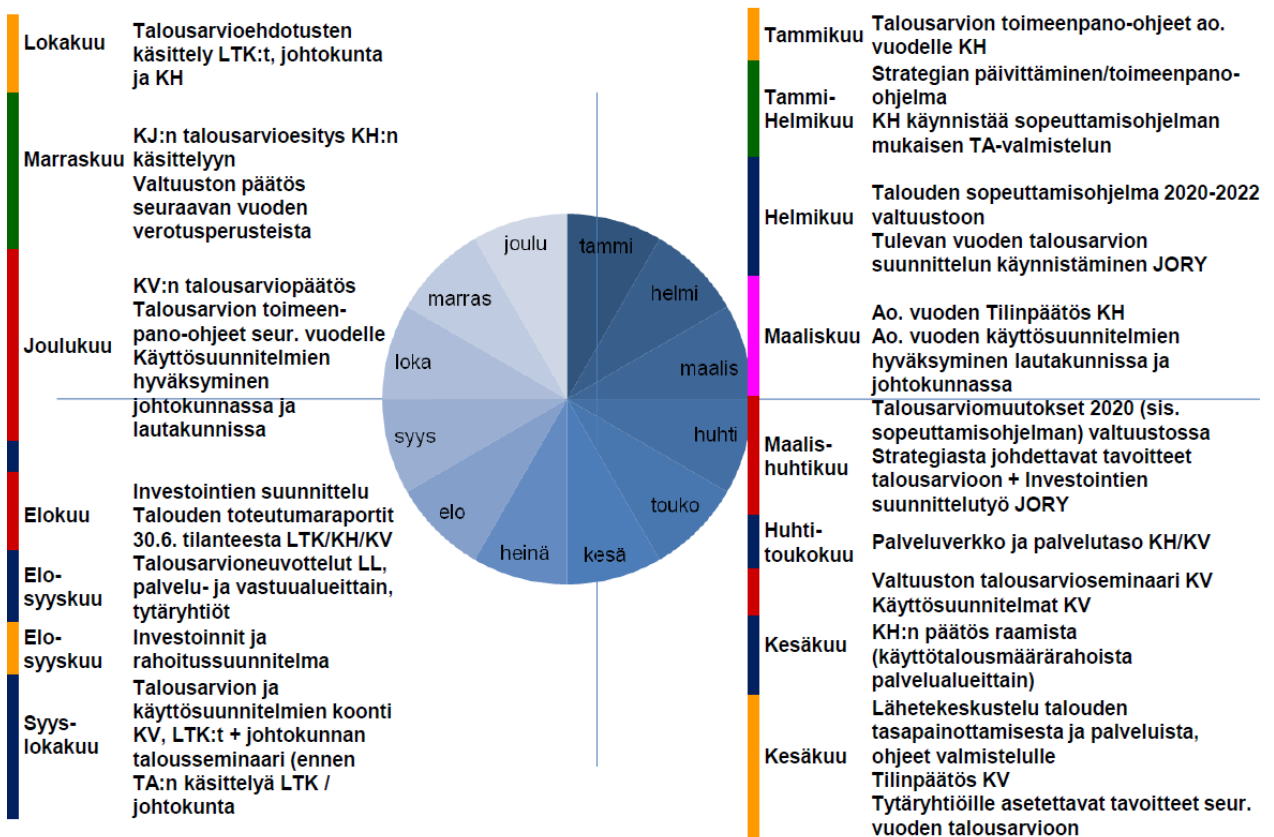 Lokakuu
Talousarvioehdotusten
käsittely LTK:t, johtokunta
ja KH
Marraskuu
KJ:n talousarvioesitys KH:n
käsittelyyn
Valtuuston päätös
seuraavan vuoden
verotusperusteista
Joulukuu
KV:n talousarviopäätös
Talousarvion toimeen-
pano-ohjeet seur. vuodelle
Käyttösuunnitelmien
hyväksyminen
johtokunnassa ja
lautakunnissa
Elokuu
Investointien suunnittelu
Talouden toteutumaraportit
30.6. tilanteesta LTK/KH/KV
Elo-
syyskuu
Talousarvioneuvottelut LL,
palvelu- ja vastuualueittain,
tytäryhtiöt
Elo-
syyskuu
Investoinnit ja
rahoitussuunnitelma
Syys-
lokakuu
Talousarvion ja
käyttösuunnitelmien koonti
KV, LTK:t + johtokunnan
talousseminaari (ennen
TA:n käsittelyä LTK /
johtokunta
tammi
helmi
maalis
huhti
touko
kesä
heinä
elo
syys
loka
marras
joulu
Tammikuu
Talousarvion toimeenpano-ohjeet ao.
vuodelle KH
Tammi-
Helmikuu
Strategian päivittäminen/toimeenpano-
ohjelma
KH käynnistää sopeuttamisohjelman
mukaisen TA-valmistelun
Helmikuu
Talouden sopeuttamisohjelma 2020-2022
valtuustoon
Tulevan vuoden talousarvion
suunnittelun käynnistäminen JORY
Maaliskuu
Ao. vuoden Tilinpäätös KH
Ao. vuoden käyttösuunnitelmien
hyväksyminen lautakunnissa ja
johtokunnassa
Maalis-
huhtikuu
Talousarviomuutokset 2020 (sis.
sopeuttamisohjelman) valtuustossa
Strategiasta johdettavat tavoitteet
talousarvioon + Investointien
suunnittelutyö JORY
Huhti-
toukokuu
Palveluverkko ja palvelutaso KH/KV
Valtuuston talousarvioseminaari KV
Käyttösuunnitelmat KV
Kesäkuu
KH:n päätös raamista
(käyttötalousmäärärahoista
palvelualueittain)
Kesäkuu
Lähetekeskustelu talouden
tasapainottamisesta ja palveluista,
ohjeet valmistelulle
Tilinpäätös KV
Tytäryhtiöille asetettavat tavoitteet seur.
vuoden talousarvioon